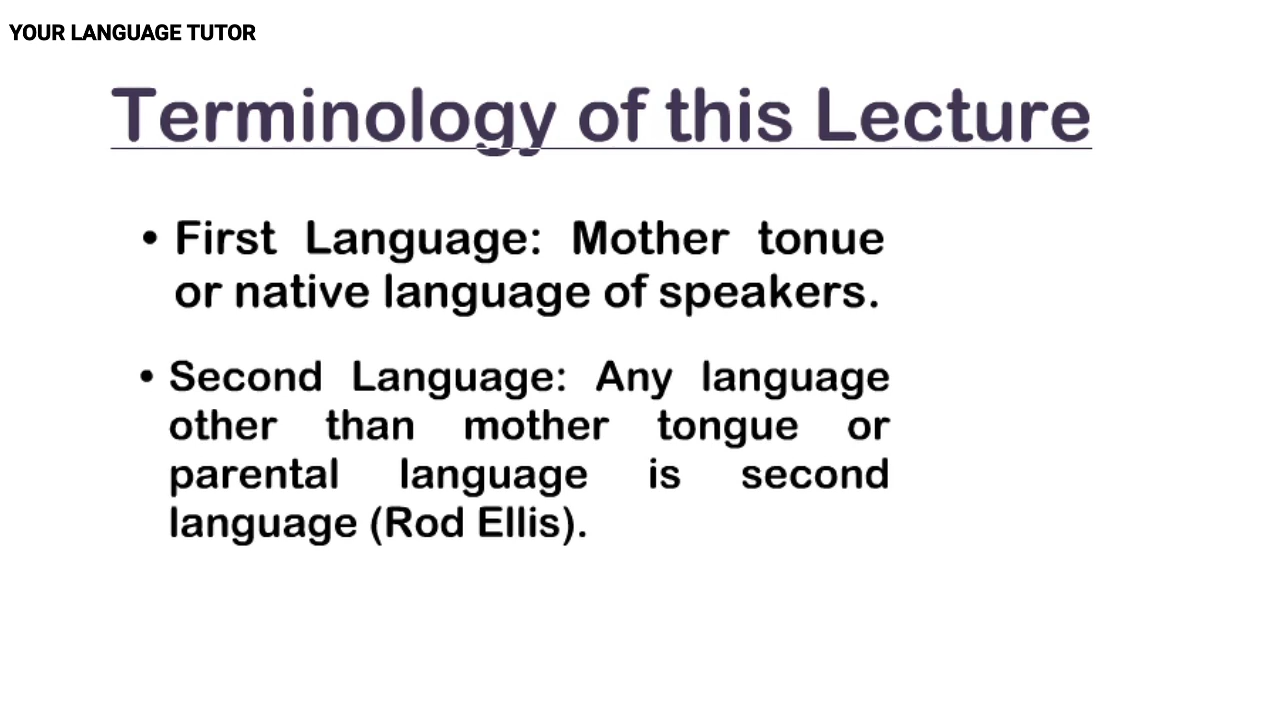 YOUR LANGUAGE TUTOR
Terminology of this Lecture
• First Language: Mother tonue
or native language of speakers.
• Second Language: Any language
other than mother tongue or
parental language is second
language (Rod Ellis).